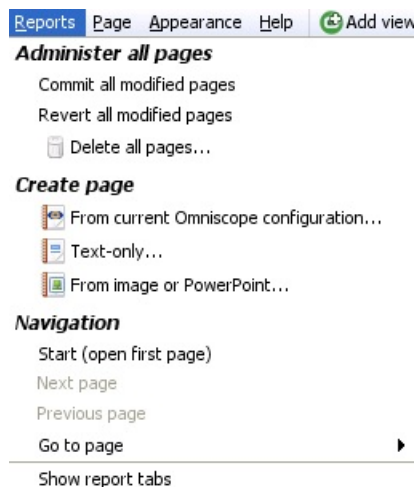 Reports Page Appearance Help Add view
Administer all pages
Commit all modified pages
Revert all modified pages
Delete all pages...
Create page
From current Omniscope configuration...
Text-only...
From image or PowerPoint...
Navigation
Start (open first page)
Next page
Previous page
Go to page
Show report tabs